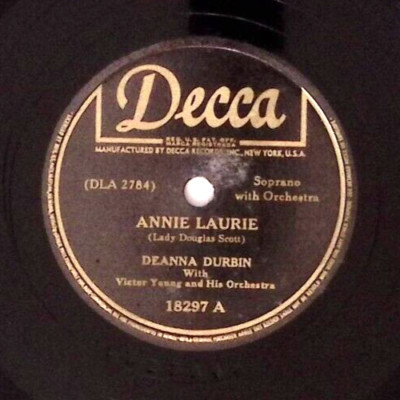 Decca
REG. U.S. PAT. OFF.
MARCA REGISTRADA
MANUFACTURED BY DECCA RECORDS, INC., NEW YORK, U.S.A.
(DLA 2784)
Soprano
with Orchestra
ANNIE LAURIE
(Lady Douglas Scott)
DEANNA DURBIN
With
Victor Young and His Orchestra
18297 A